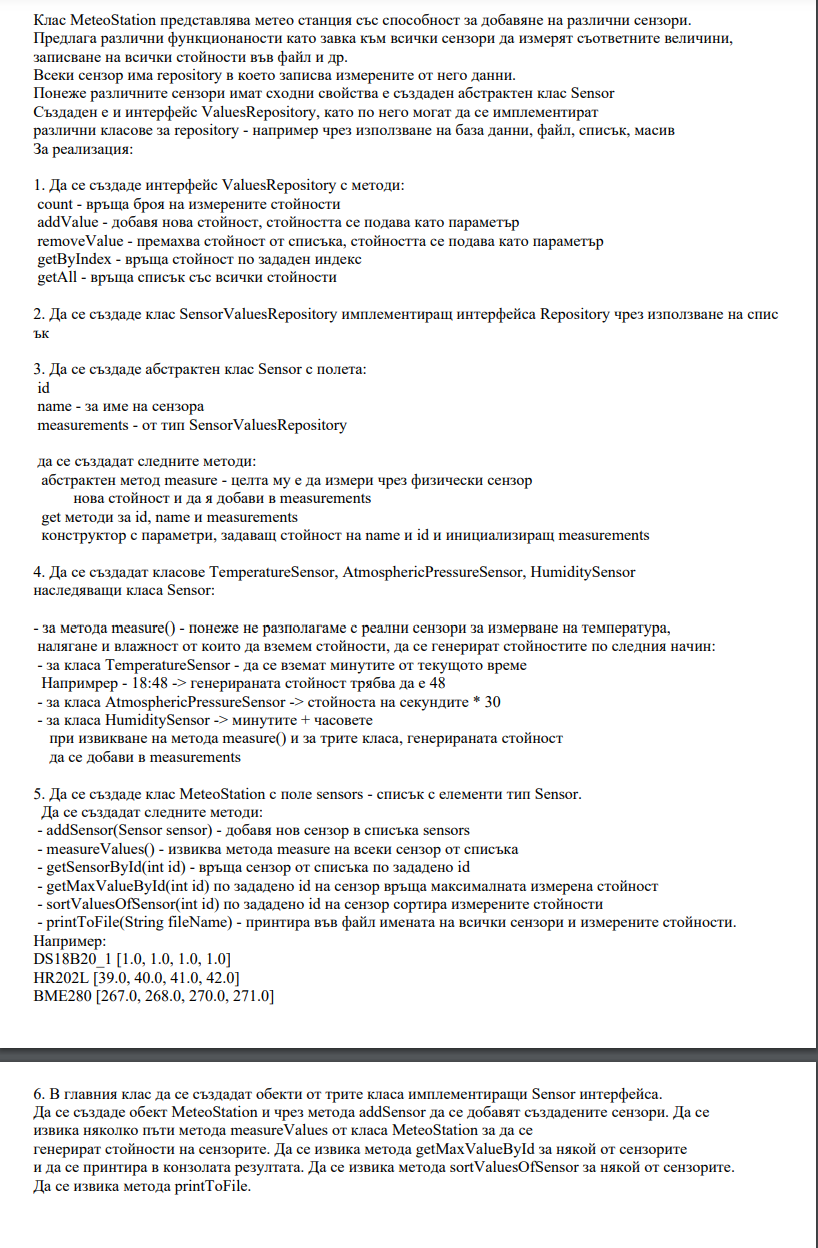 Клас MeteoStation представлява метео станция със способност за добавяне на различни сензори.
Предлага различни функционаности като завка към всички сензори да измерят съответните величини,
записване на всички стойности във файл и др.
Всеки сензор има repository в което записва измерените от него данни.
Понеже различните сензори имат сходни свойства е създаден абстрактен клас Sensor
Създаден е и интерфейс ValuesRepository, като по него могат да се имплементират
различни класове за repository - например чрез използване на база данни, файл, списък, масив
За реализация:
1. Да се създаде интерфейс ValuesRepository с методи:
count - връща броя на измерените стойности
addValue - добавя нова стойност, стойността се подава като параметър
removeValue - премахва стойност от списъка, стойността се подава като параметър
getByIndex - връща стойност по зададен индекс
getAll - връща списък със всички стойности
2. Да се създаде клас SensorValuesRepository имплементиращ интерфейса Repository чрез използване на спис
ък
3. Да се създаде абстрактен клас Sensor с полета:
id
name - за име на сензора
measurements - от тип SensorValuesRepository
да се създадат следните методи:
абстрактен метод measure - целта му е да измери чрез физически сензор
нова стойност и да я добави в measurements
get методи за id, name и measurements
конструктор с параметри, задаващ стойност на name и id и инициализиращ measurements
4. Да се създадат класове TemperatureSensor, AtmosphericPressureSensor, HumiditySensor
наследяващи класа Sensor:
- за метода measure() - понеже не разполагаме с реални сензори за измерване на температура,
налягане и влажност от които да вземем стойности, да се генерират стойностите по следния начин:
- за класа TemperatureSensor - да се вземат минутите от текущото време
Напримрер - 18:48 -> генерираната стойност трябва да е 48
- за класа AtmosphericPressureSensor -> стойноста на секундите * 30
- за класа HumiditySensor -> минутите + часовете
при извикване на метода measure() и за трите класа, генерираната стойност
да се добави в measurements
5. Да се създаде клас MeteoStation с поле sensors - списък с елементи тип Sensor.
Да се създадат следните методи:
- addSensor(Sensor sensor) - добавя нов сензор в списъка sensors
- measureValues() - извиква метода measure на всеки сензор от списъка
- getSensorById(int id) - връща сензор от списъка по зададено id
- getMaxValueById(int id) по зададено id на сензор връща максималната измерена стойност
- sortValuesOfSensor(int id) по зададено id на сензор сортира измерените стойности
- printToFile(String fileName) - принтира във файл имената на всички сензори и измерените стойности.
Например:
DS18B20_1 [1.0, 1.0, 1.0, 1.0]
HR202L [39.0, 40.0, 41.0, 42.0]
BME280 [267.0, 268.0, 270.0, 271.0]
6. В главния клас да се създадат обекти от трите класа имплементиращи Sensor интерфейса.
Да се създаде обект MeteoStation и чрез метода addSensor да се добавят създадените сензори. Да се
извика няколко пъти метода measureValues от класа MeteoStation за да се
генерират стойности на сензорите. Да се извика метода getMaxValueById за някой от сензорите
и да се принтира в конзолата резултата. Да се извика метода sortValuesOfSensor за някой от сензорите.
Да се извика метода printToFile.